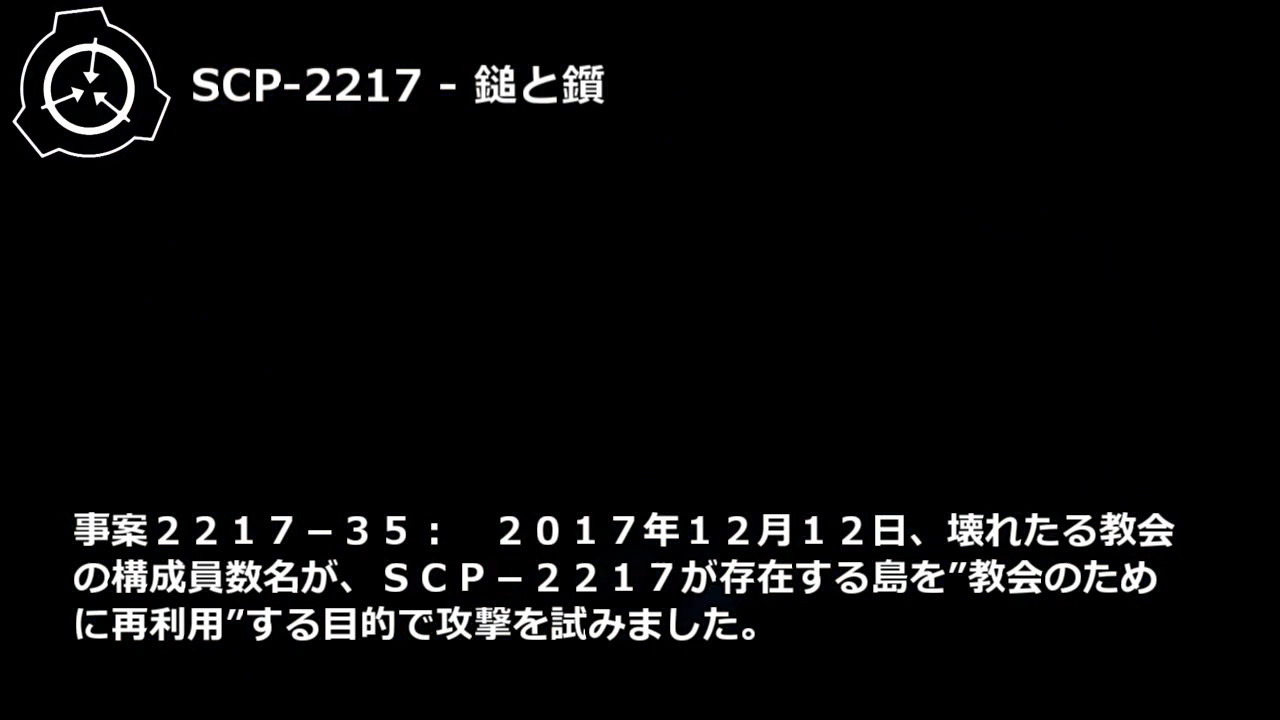 SCP-2217 - 鎚と鑕
事案２２１７－３５：　２０１７年１２月１２日、壊れたる教会
の構成員数名が、ＳＣＰ－２２１７が存在する島を”教会のため
に再利用”する目的で攻撃を試みました。